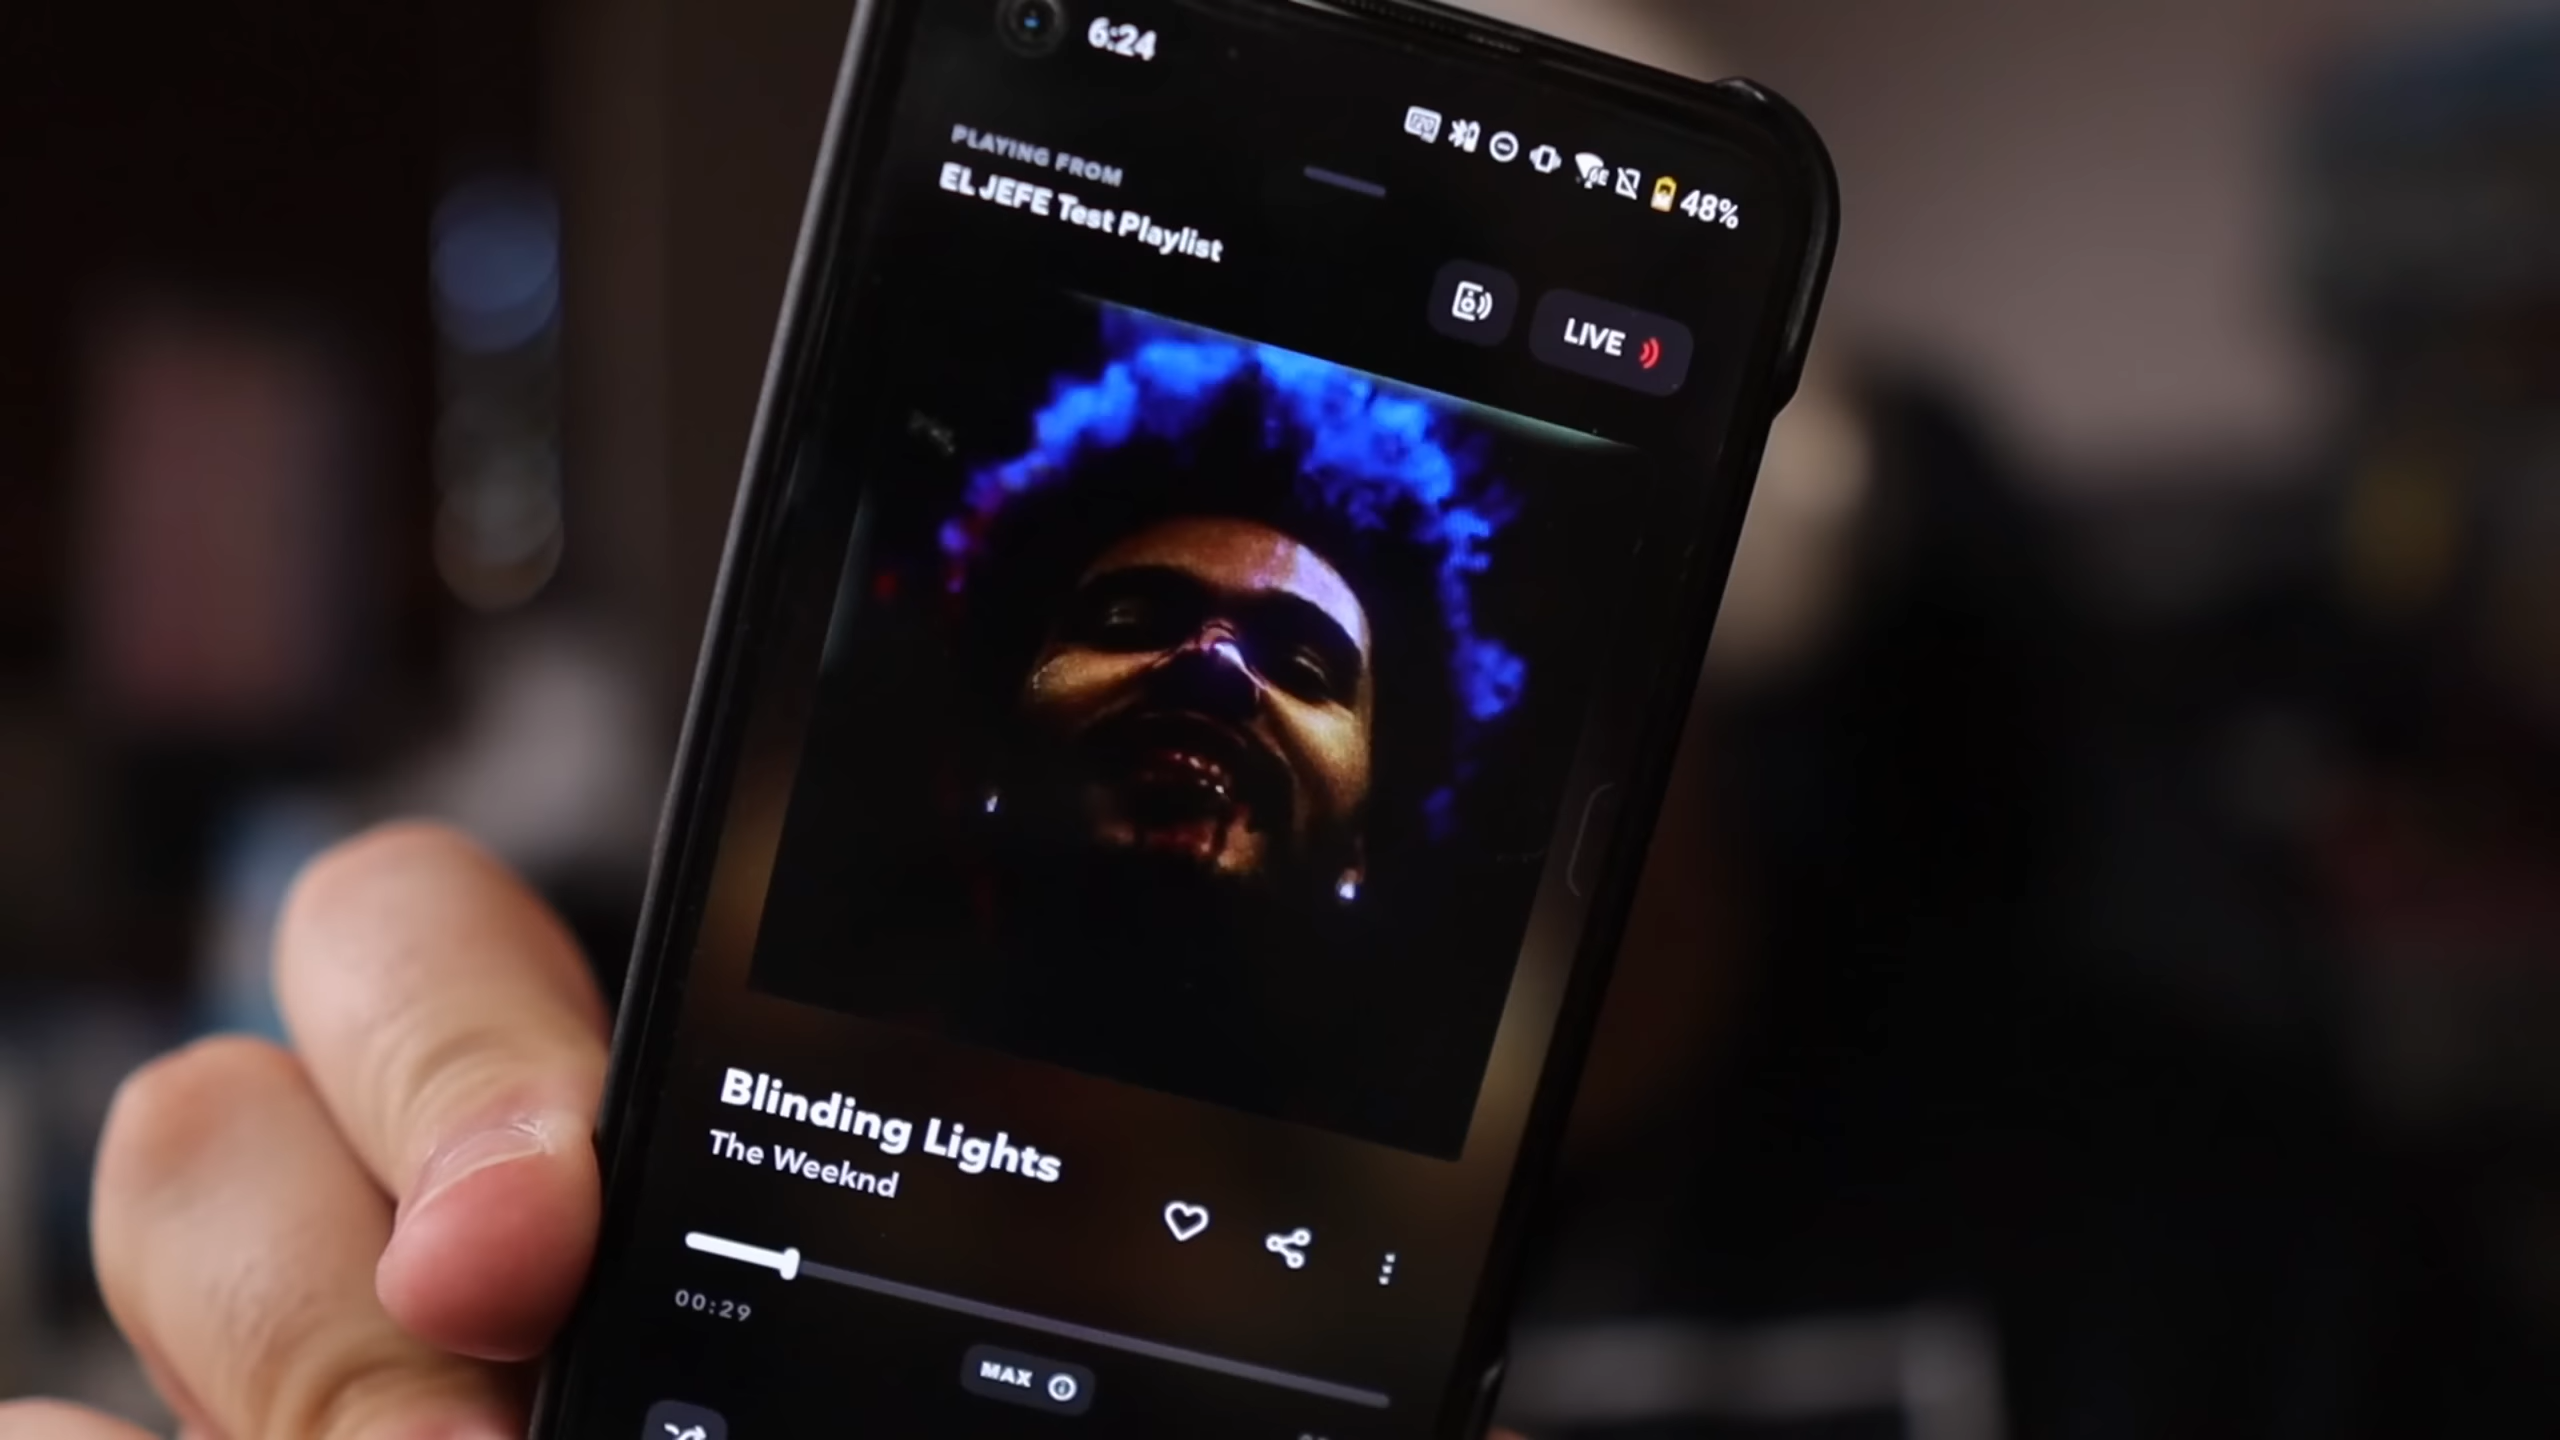 6:24
48%
PLAYING FROM
EL JEFE Test Playlist
LIVE
Blinding Lights
The Weeknd
00:29
MAX